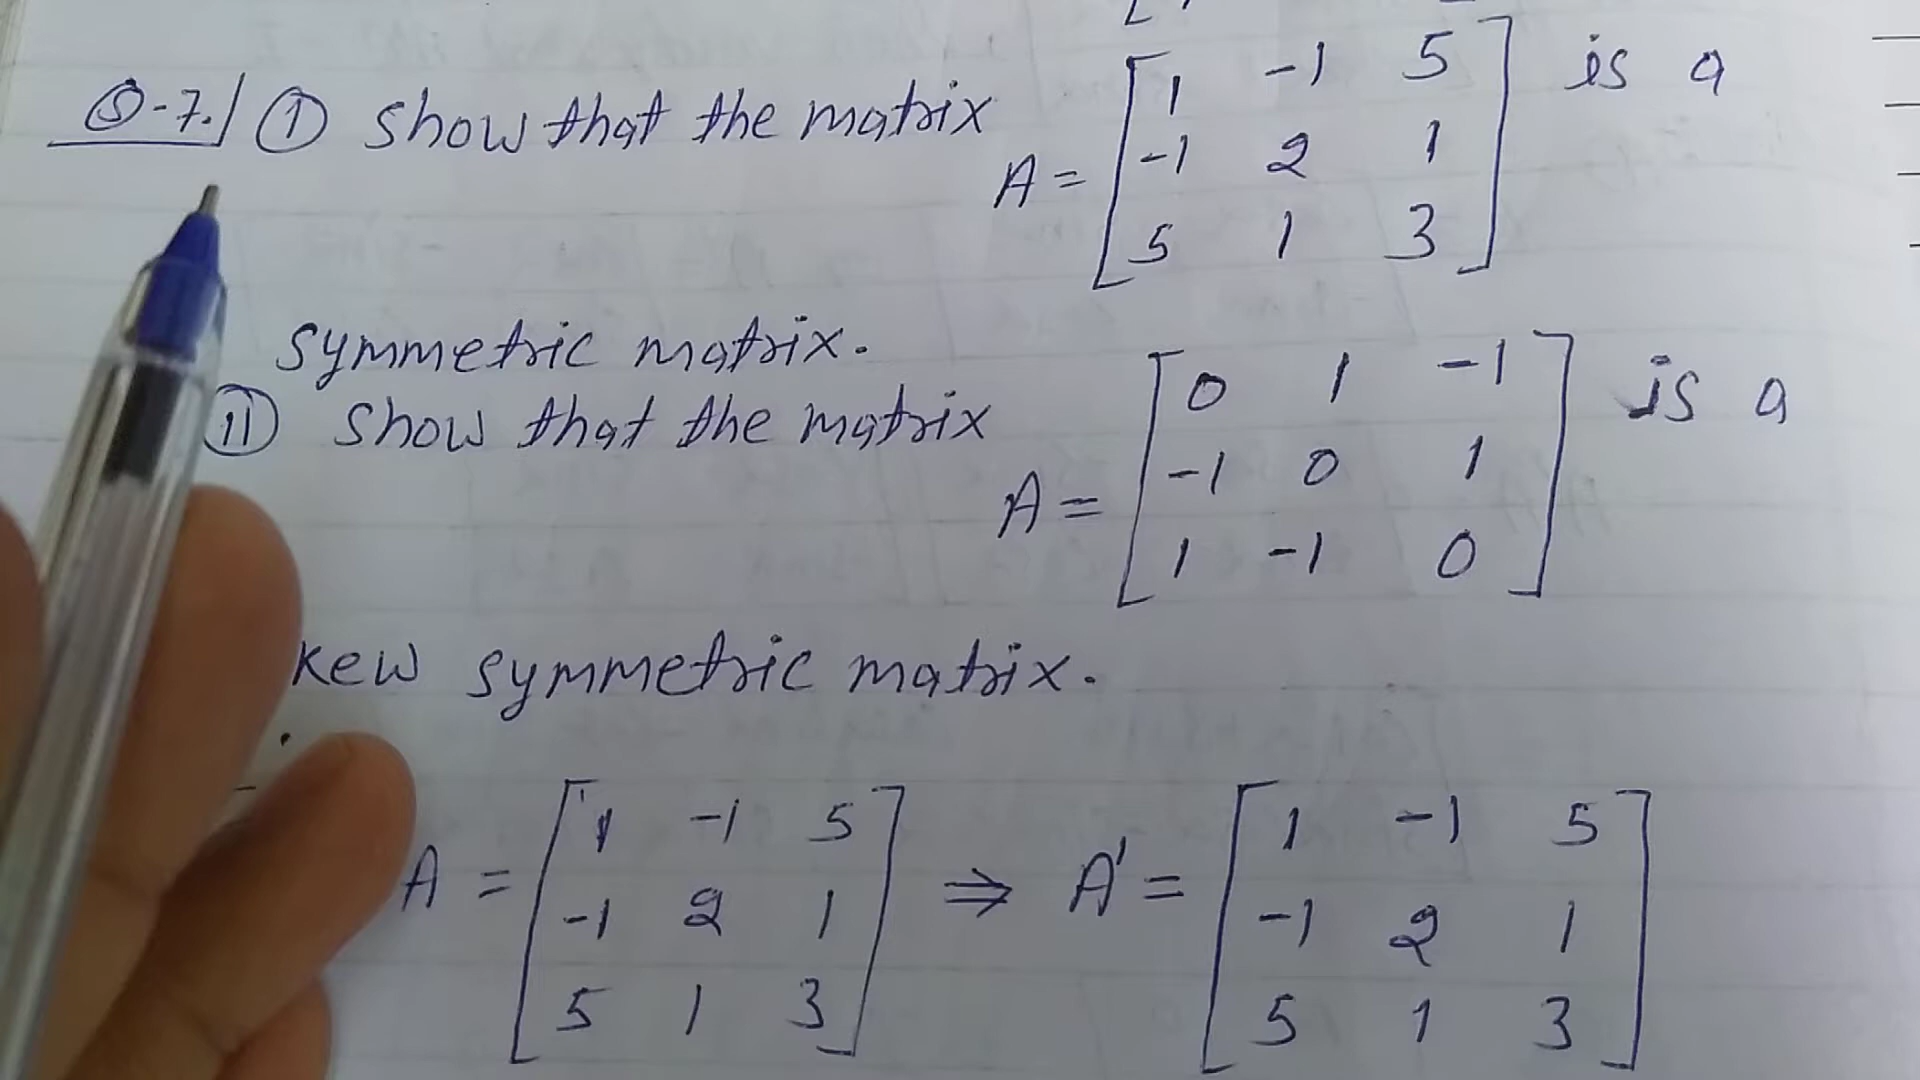 Q-7. (I) Show that the matrix A = [1 -1 5
-1 2 1
5 1 3] is a
symmetric matrix.
(II) Show that the matrix A = [0 1 -1
-1 0 1
1 -1 0] is a
kew symmetric matrix.
A = [1 -1 5
-1 2 1
5 1 3] ⇒ A' = [1 -1 5
-1 2 1
5 1 3]